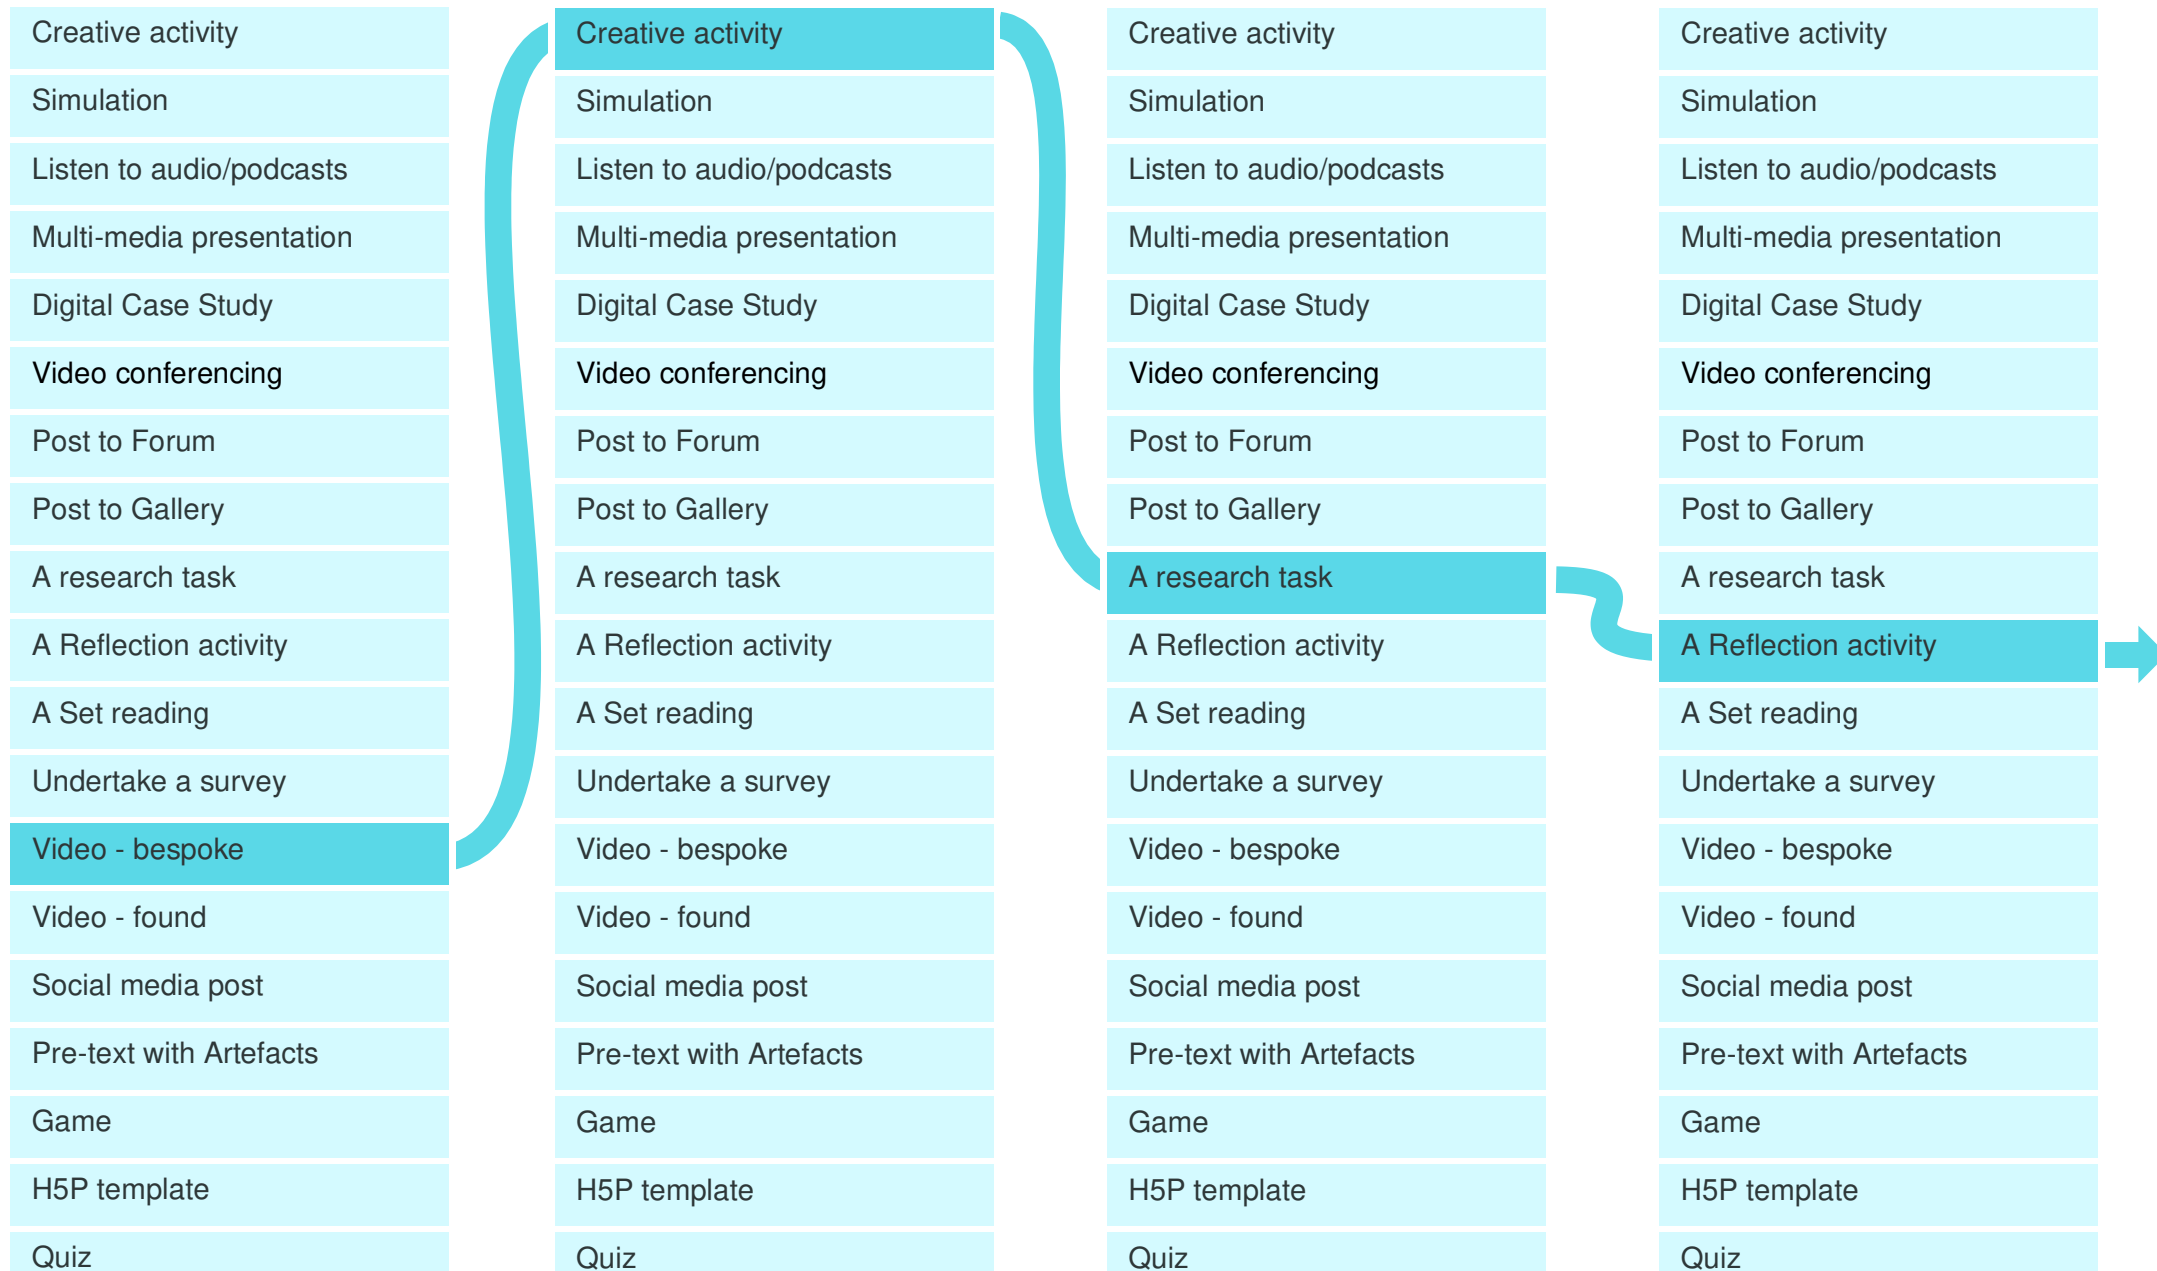 Creative activity
Simulation
Listen to audio/podcasts
Multi-media presentation
Digital Case Study
Video conferencing
Post to Forum
Post to Gallery
A research task
A Reflection activity
A Set reading
Undertake a survey
Video - bespoke
Video - found
Social media post
Pre-text with Artefacts
Game
H5P template
Quiz
Creative activity
Simulation
Listen to audio/podcasts
Multi-media presentation
Digital Case Study
Video conferencing
Post to Forum
Post to Gallery
A research task
A Reflection activity
A Set reading
Undertake a survey
Video - bespoke
Video - found
Social media post
Pre-text with Artefacts
Game
H5P template
Quiz
Creative activity
Simulation
Listen to audio/podcasts
Multi-media presentation
Digital Case Study
Video conferencing
Post to Forum
Post to Gallery
A research task
A Reflection activity
A Set reading
Undertake a survey
Video - bespoke
Video - found
Social media post
Pre-text with Artefacts
Game
H5P template
Quiz
Creative activity
Simulation
Listen to audio/podcasts
Multi-media presentation
Digital Case Study
Video conferencing
Post to Forum
Post to Gallery
A research task
A Reflection activity
A Set reading
Undertake a survey
Video - bespoke
Video - found
Social media post
Pre-text with Artefacts
Game
H5P template
Quiz